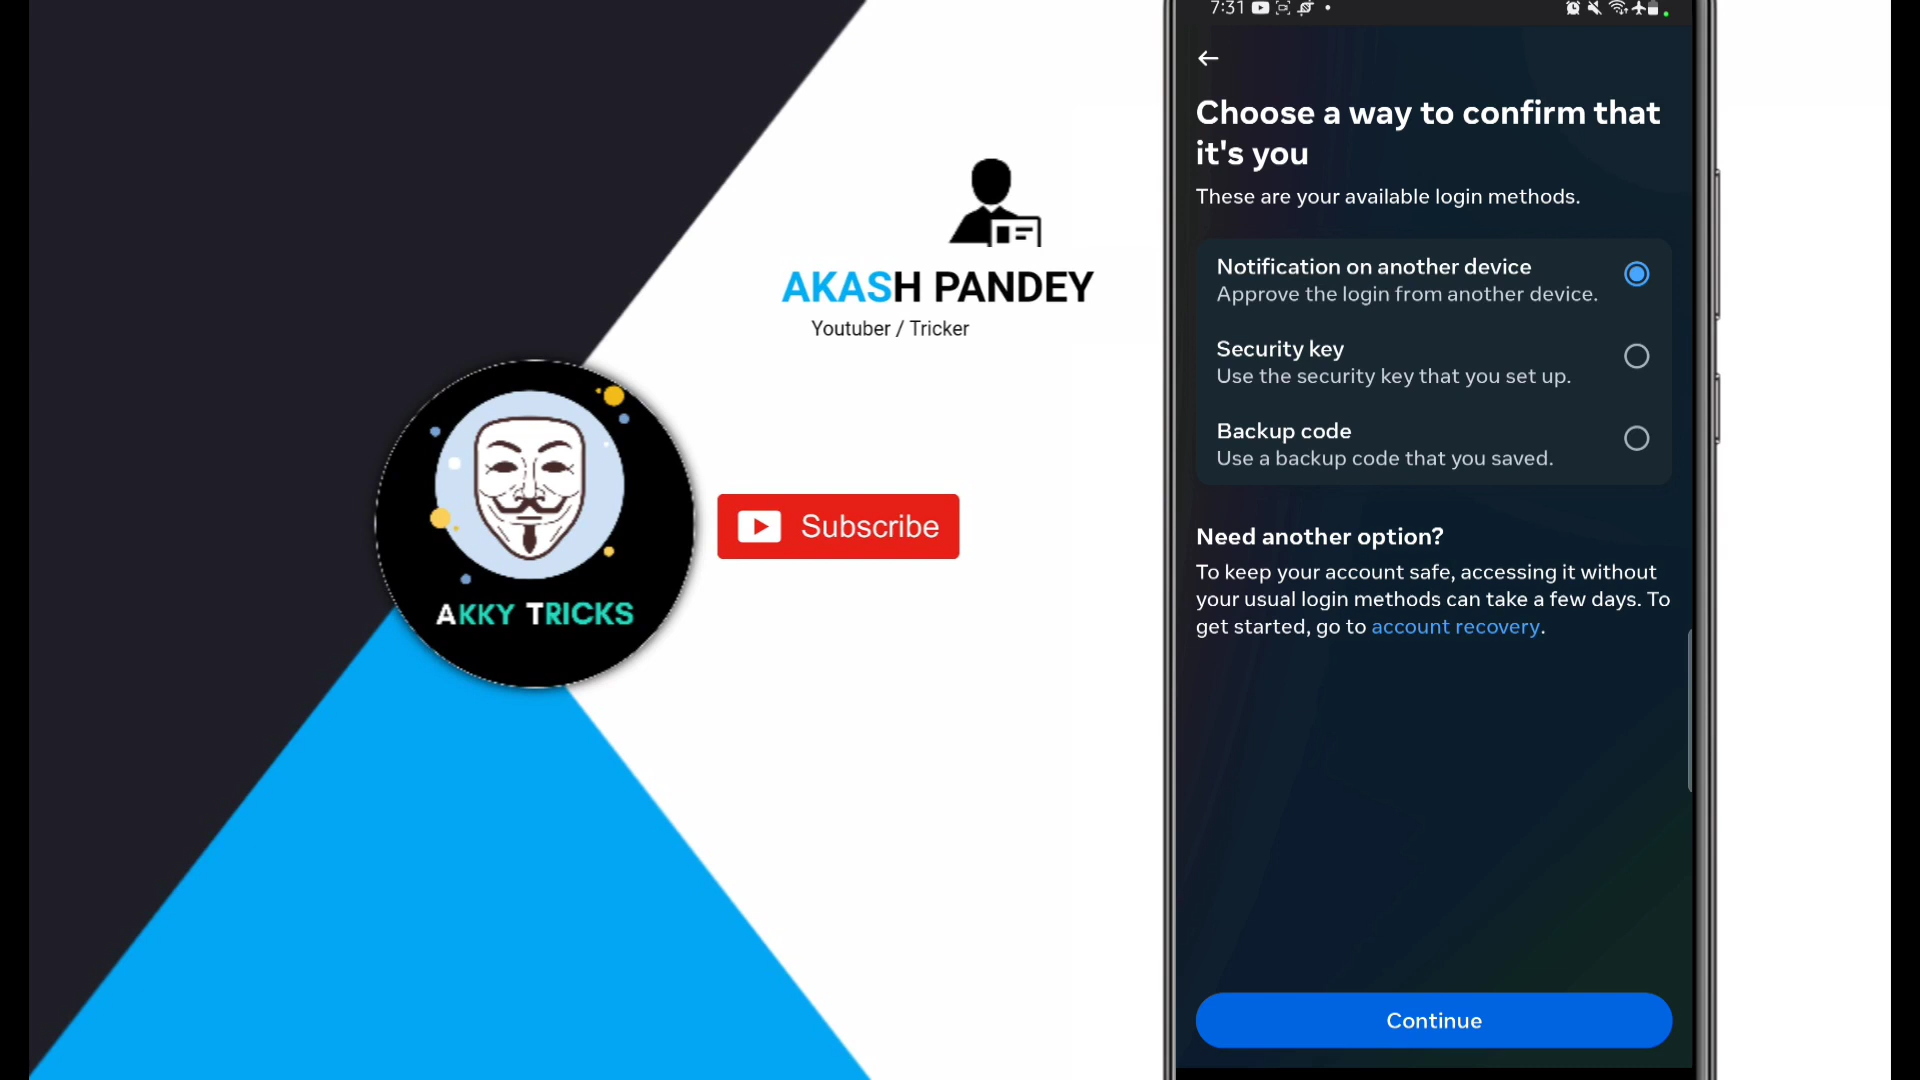 AKASH PANDEY
Youtuber / Tricker
AKKY TRICKS
Subscribe
7:31
Choose a way to confirm that
it's you
These are your available login methods.
Notification on another device
Approve the login from another device.
Security key
Use the security key that you set up.
Backup code
Use a backup code that you saved.
Need another option?
To keep your account safe, accessing it without
your usual login methods can take a few days. To
get started, go to account recovery.
Continue